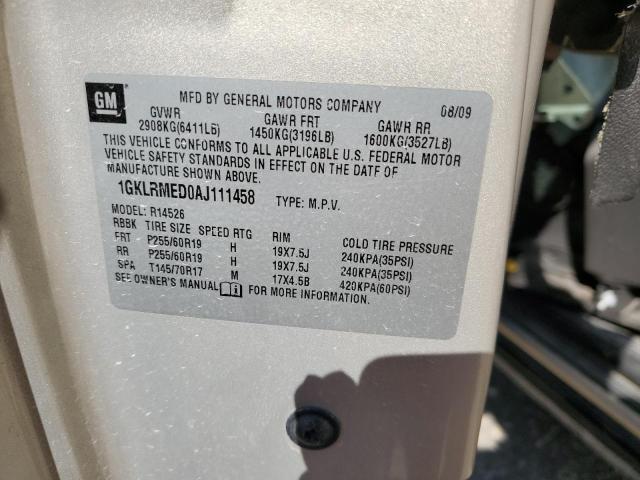 GM
MFD BY GENERAL MOTORS COMPANY 08/09
GVWR GAWR FRT GAWR RR
2908KG(6411LB) 1450KG(3196LB) 1600KG(3527LB)
THIS VEHICLE CONFORMS TO ALL APPLICABLE U.S. FEDERAL MOTOR
VEHICLE SAFETY STANDARDS IN EFFECT ON THE DATE OF
MANUFACTURE SHOWN ABOVE.
1GKLRMED0AJ111458 TYPE: M.P.V.
MODEL: R14526
RBBK TIRE SIZE SPEED RTG RIM COLD TIRE PRESSURE
FRT P255/60R19 H 19X7.5J 240KPA(35PSI)
RR P255/60R19 H 19X7.5J 240KPA(35PSI)
SPA T145/70R17 M 17X4.5B 420KPA(60PSI)
SEE OWNER'S MANUAL FOR MORE INFORMATION.